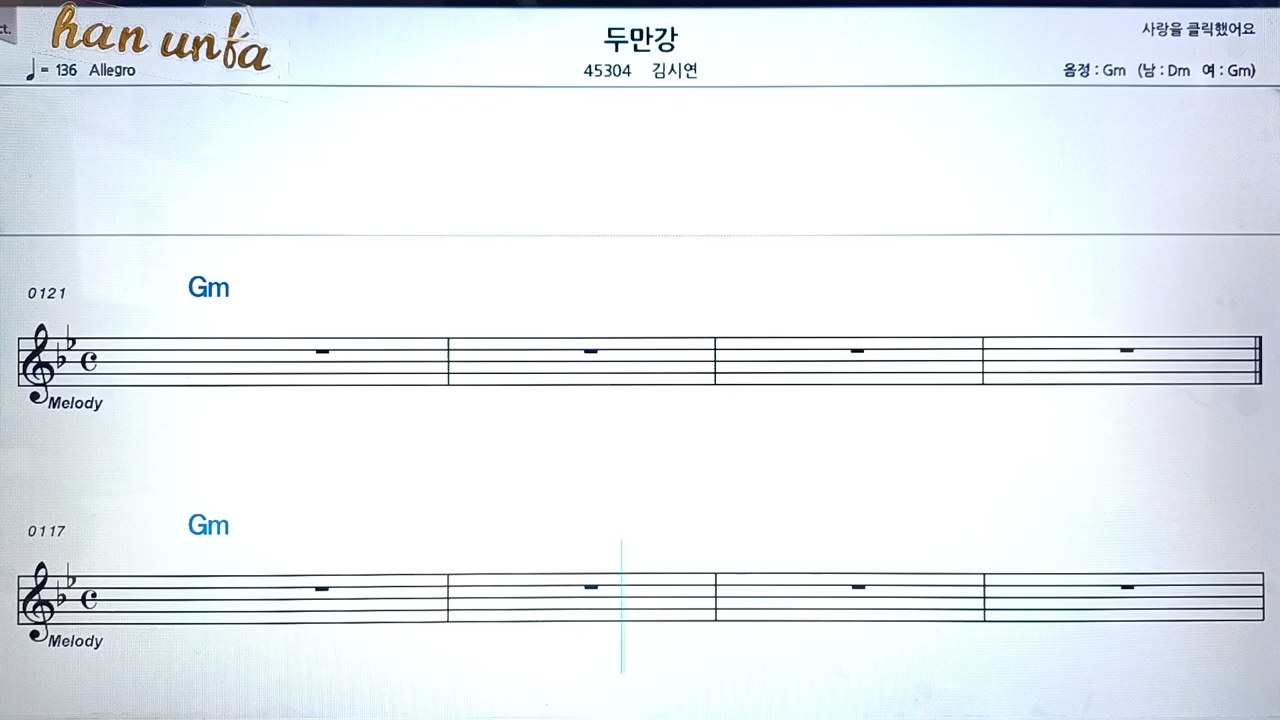 ct.
han unfa
두만강
사랑을 클릭했어요
♩= 136 Allegro
45304 김시연
음정 : Gm (남 : Dm 여 : Gm)
0121
Gm
Melody
0117
Gm
Melody